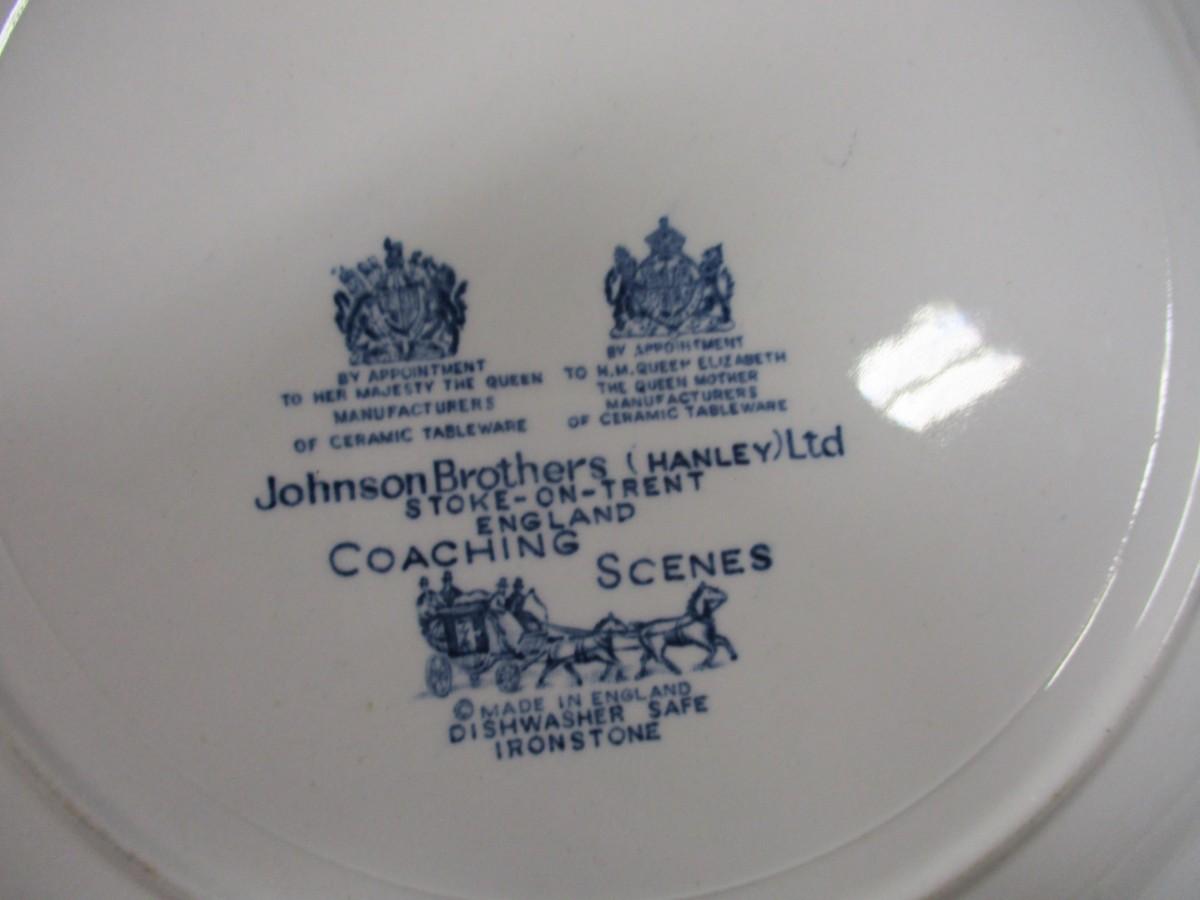 BY APPOINTMENT
TO HER MAJESTY THE QUEEN
MANUFACTURERS
OF CERAMIC TABLEWARE
BY APPOINTMENT
TO H.M. QUEEN ELIZABETH
THE QUEEN MOTHER
MANUFACTURERS
OF CERAMIC TABLEWARE
Johnson Brothers (HANLEY) Ltd
STOKE-ON-TRENT
ENGLAND
COACHING SCENES
© MADE IN ENGLAND
DISHWASHER SAFE
IRONSTONE